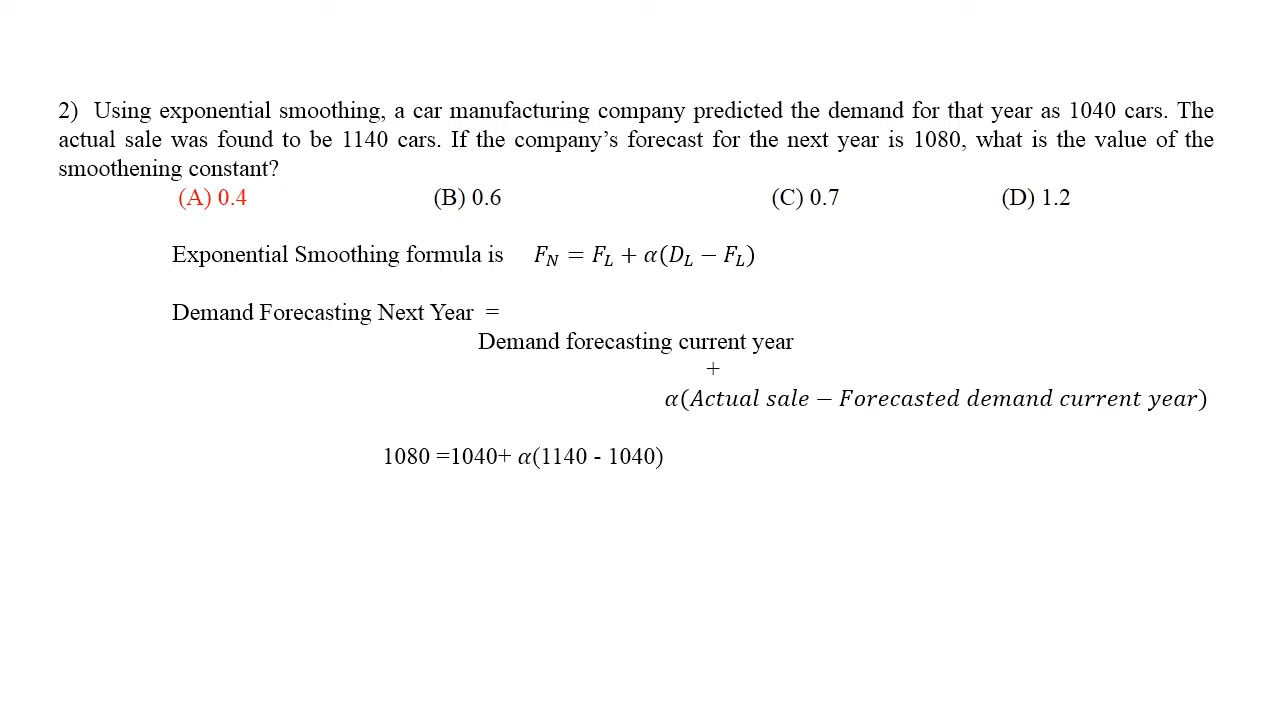 2) Using exponential smoothing, a car manufacturing company predicted the demand for that year as 1040 cars. The
actual sale was found to be 1140 cars. If the company’s forecast for the next year is 1080, what is the value of the
smoothening constant?
(A) 0.4 (B) 0.6 (C) 0.7 (D) 1.2
Exponential Smoothing formula is F_N = F_L + α(D_L − F_L)
Demand Forecasting Next Year =
Demand forecasting current year
+
α(Actual sale − Forecasted demand current year)
1080 =1040+ α(1140 - 1040)